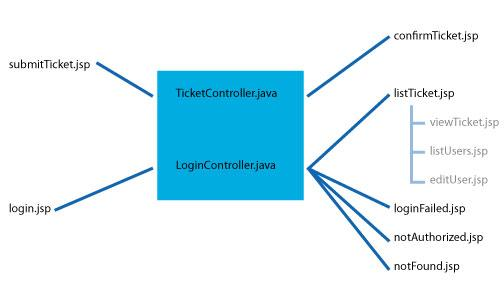 submitTicket.jsp
login.jsp
TicketController.java
LoginController.java
confirmTicket.jsp
listTicket.jsp
viewTicket.jsp
listUsers.jsp
editUser.jsp
loginFailed.jsp
notAuthorized.jsp
notFound.jsp